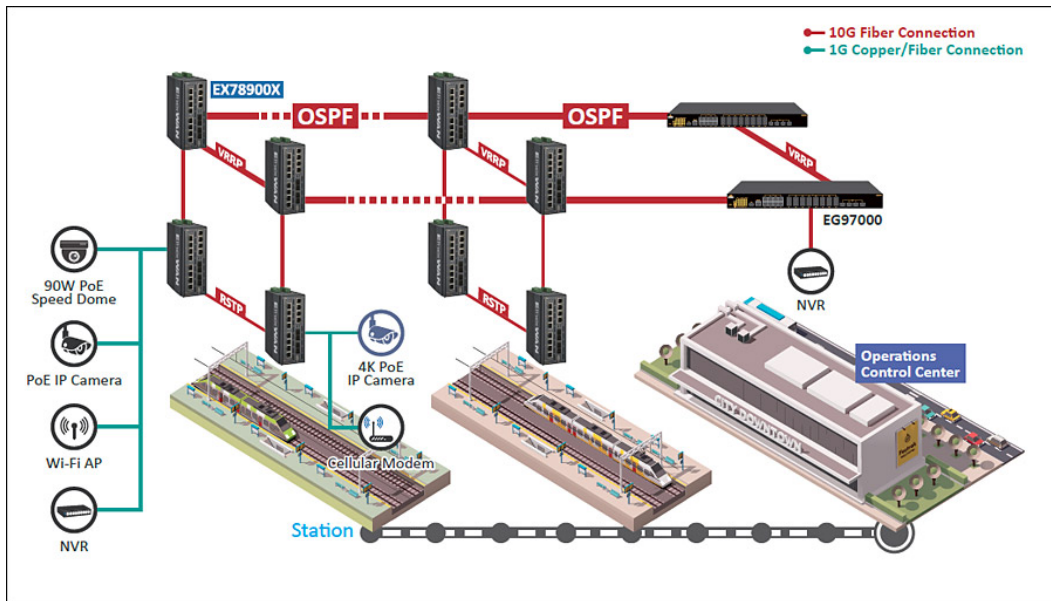 10G Fiber Connection
1G Copper/Fiber Connection
EX78900X
OSPF
OSPF
VRRP
VRRP
VRRP
EG97000
90W PoE
Speed Dome
RSTP
RSTP
NVR
PoE IP Camera
4K PoE
IP Camera
Operations
Control Center
CITY DOWNTOWN
Wi-Fi AP
Cellular Modem
NVR
Station